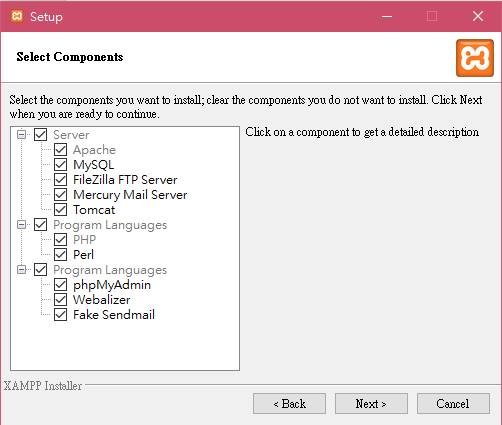 Setup
Select Components
Select the components you want to install; clear the components you do not want to install. Click Next
when you are ready to continue.
Server
Apache
MySQL
FileZilla FTP Server
Mercury Mail Server
Tomcat
Program Languages
PHP
Perl
Program Languages
phpMyAdmin
Webalizer
Fake Sendmail
Click on a component to get a detailed description
XAMPP Installer
< Back
Next >
Cancel